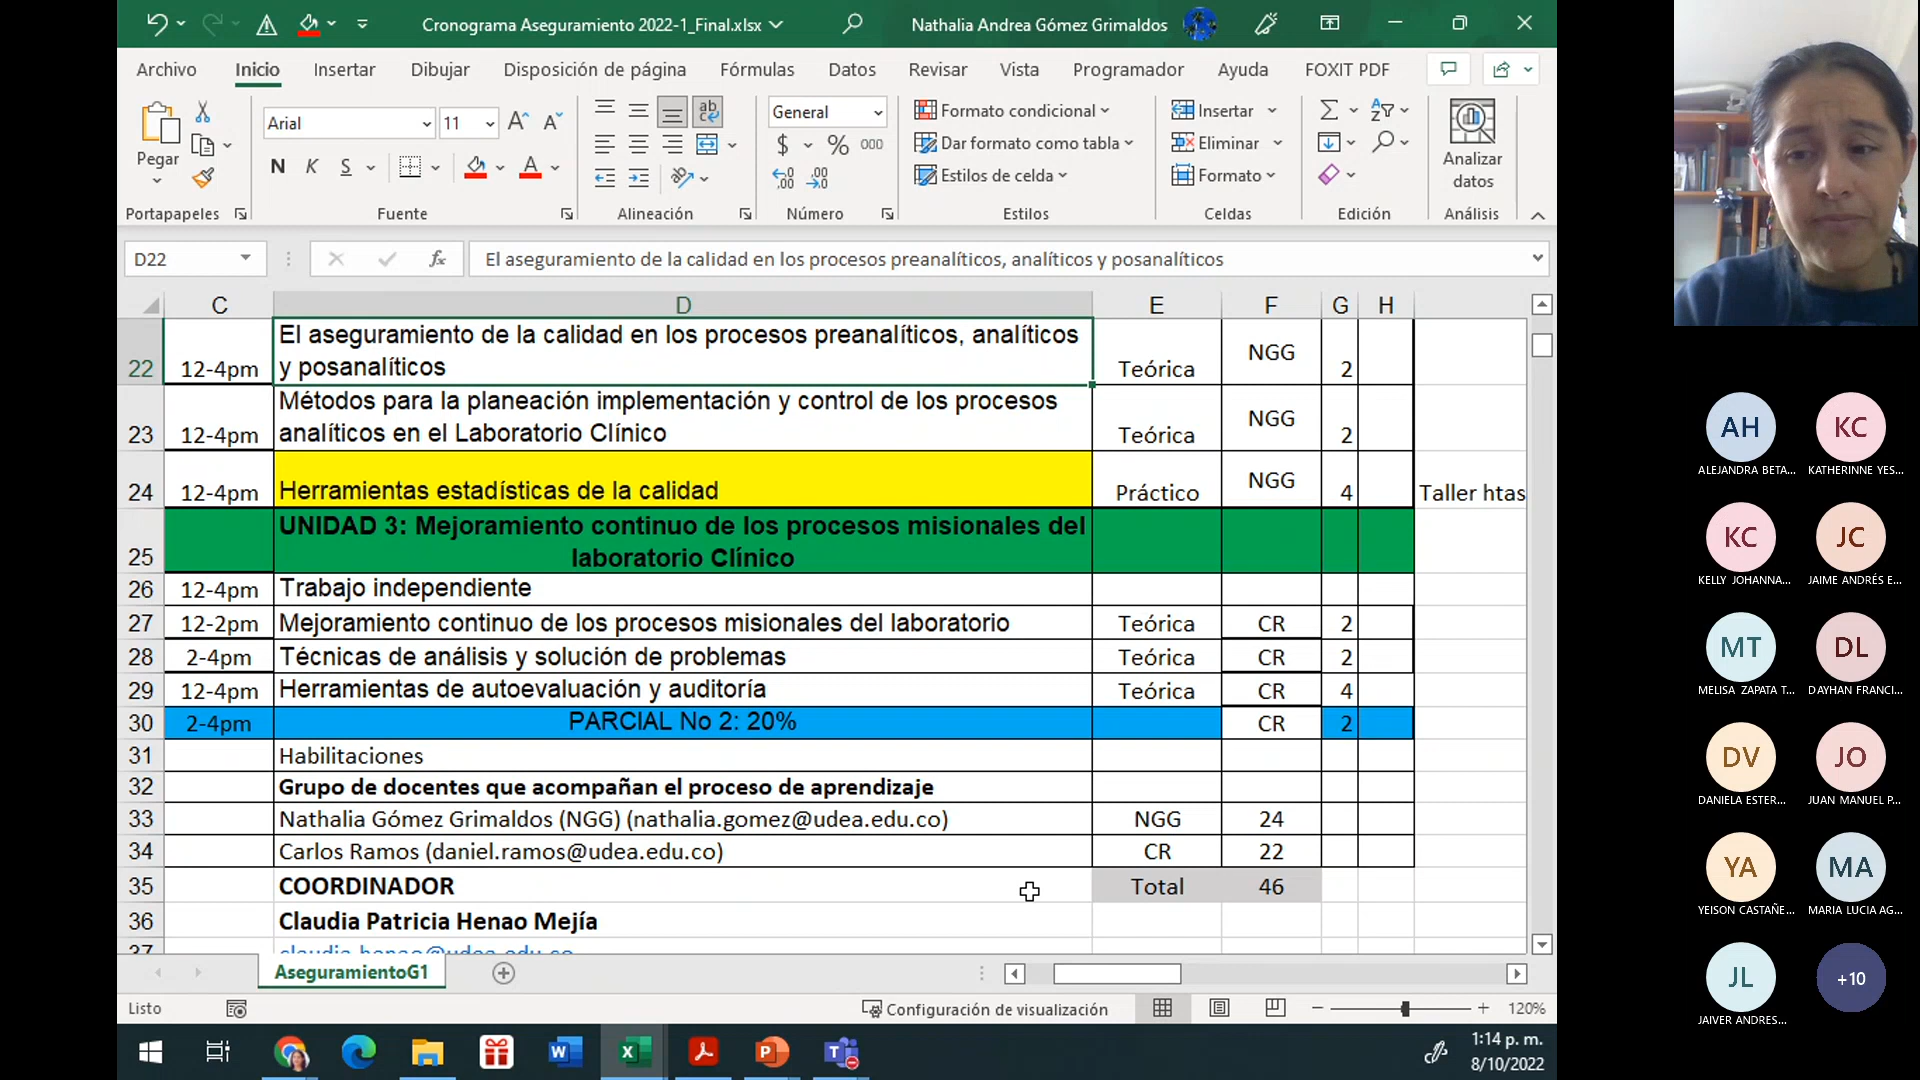 Cronograma Aseguramiento 2022-1_Final.xlsx
Nathalia Andrea Gómez Grimaldos
Archivo Inicio Insertar Dibujar Disposición de página Fórmulas Datos Revisar Vista Programador Ayuda FOXIT PDF
Pegar
Arial 11
N K S
ab
General
$ % 000
Formato condicional
Dar formato como tabla
Estilos de celda
Insertar
Eliminar
Formato
Analizar
datos
Portapapeles Fuente Alineación Número Estilos Celdas Edición Análisis
D22 fx El aseguramiento de la calidad en los procesos preanalíticos, analíticos y posanalíticos
C D E F G H
22 12-4pm El aseguramiento de la calidad en los procesos preanalíticos, analíticos
y posanalíticos Teórica NGG 2
23 12-4pm Métodos para la planeación implementación y control de los procesos
analíticos en el Laboratorio Clínico Teórica NGG 2
24 12-4pm Herramientas estadísticas de la calidad Práctico NGG 4 Taller htas
25 UNIDAD 3: Mejoramiento continuo de los procesos misionales del
laboratorio Clínico
26 12-4pm Trabajo independiente
27 12-2pm Mejoramiento continuo de los procesos misionales del laboratorio Teórica CR 2
28 2-4pm Técnicas de análisis y solución de problemas Teórica CR 2
29 12-4pm Herramientas de autoevaluación y auditoría Teórica CR 4
30 2-4pm PARCIAL No 2: 20% CR 2
31 Habilitaciones
32 Grupo de docentes que acompañan el proceso de aprendizaje
33 Nathalia Gómez Grimaldos (NGG) (nathalia.gomez@udea.edu.co) NGG 24
34 Carlos Ramos (daniel.ramos@udea.edu.co) CR 22
35 COORDINADOR Total 46
36 Claudia Patricia Henao Mejía
37 claudia.henao@udea.edu.co
AseguramientoG1
Listo Configuración de visualización 120%
1:14 p. m.
8/10/2022
AH KC
ALEJANDRA BETA... KATHERINNE YES...
KC JC
KELLY JOHANNA... JAIME ANDRÉS E...
MT DL
MELISA ZAPATA T... DAYHAN FRANCI...
DV JO
DANIELA ESTER... JUAN MANUEL P...
YA MA
YEISON CASTAÑE... MARIA LUCIA AG...
JL +10
JAIVER ANDRES...